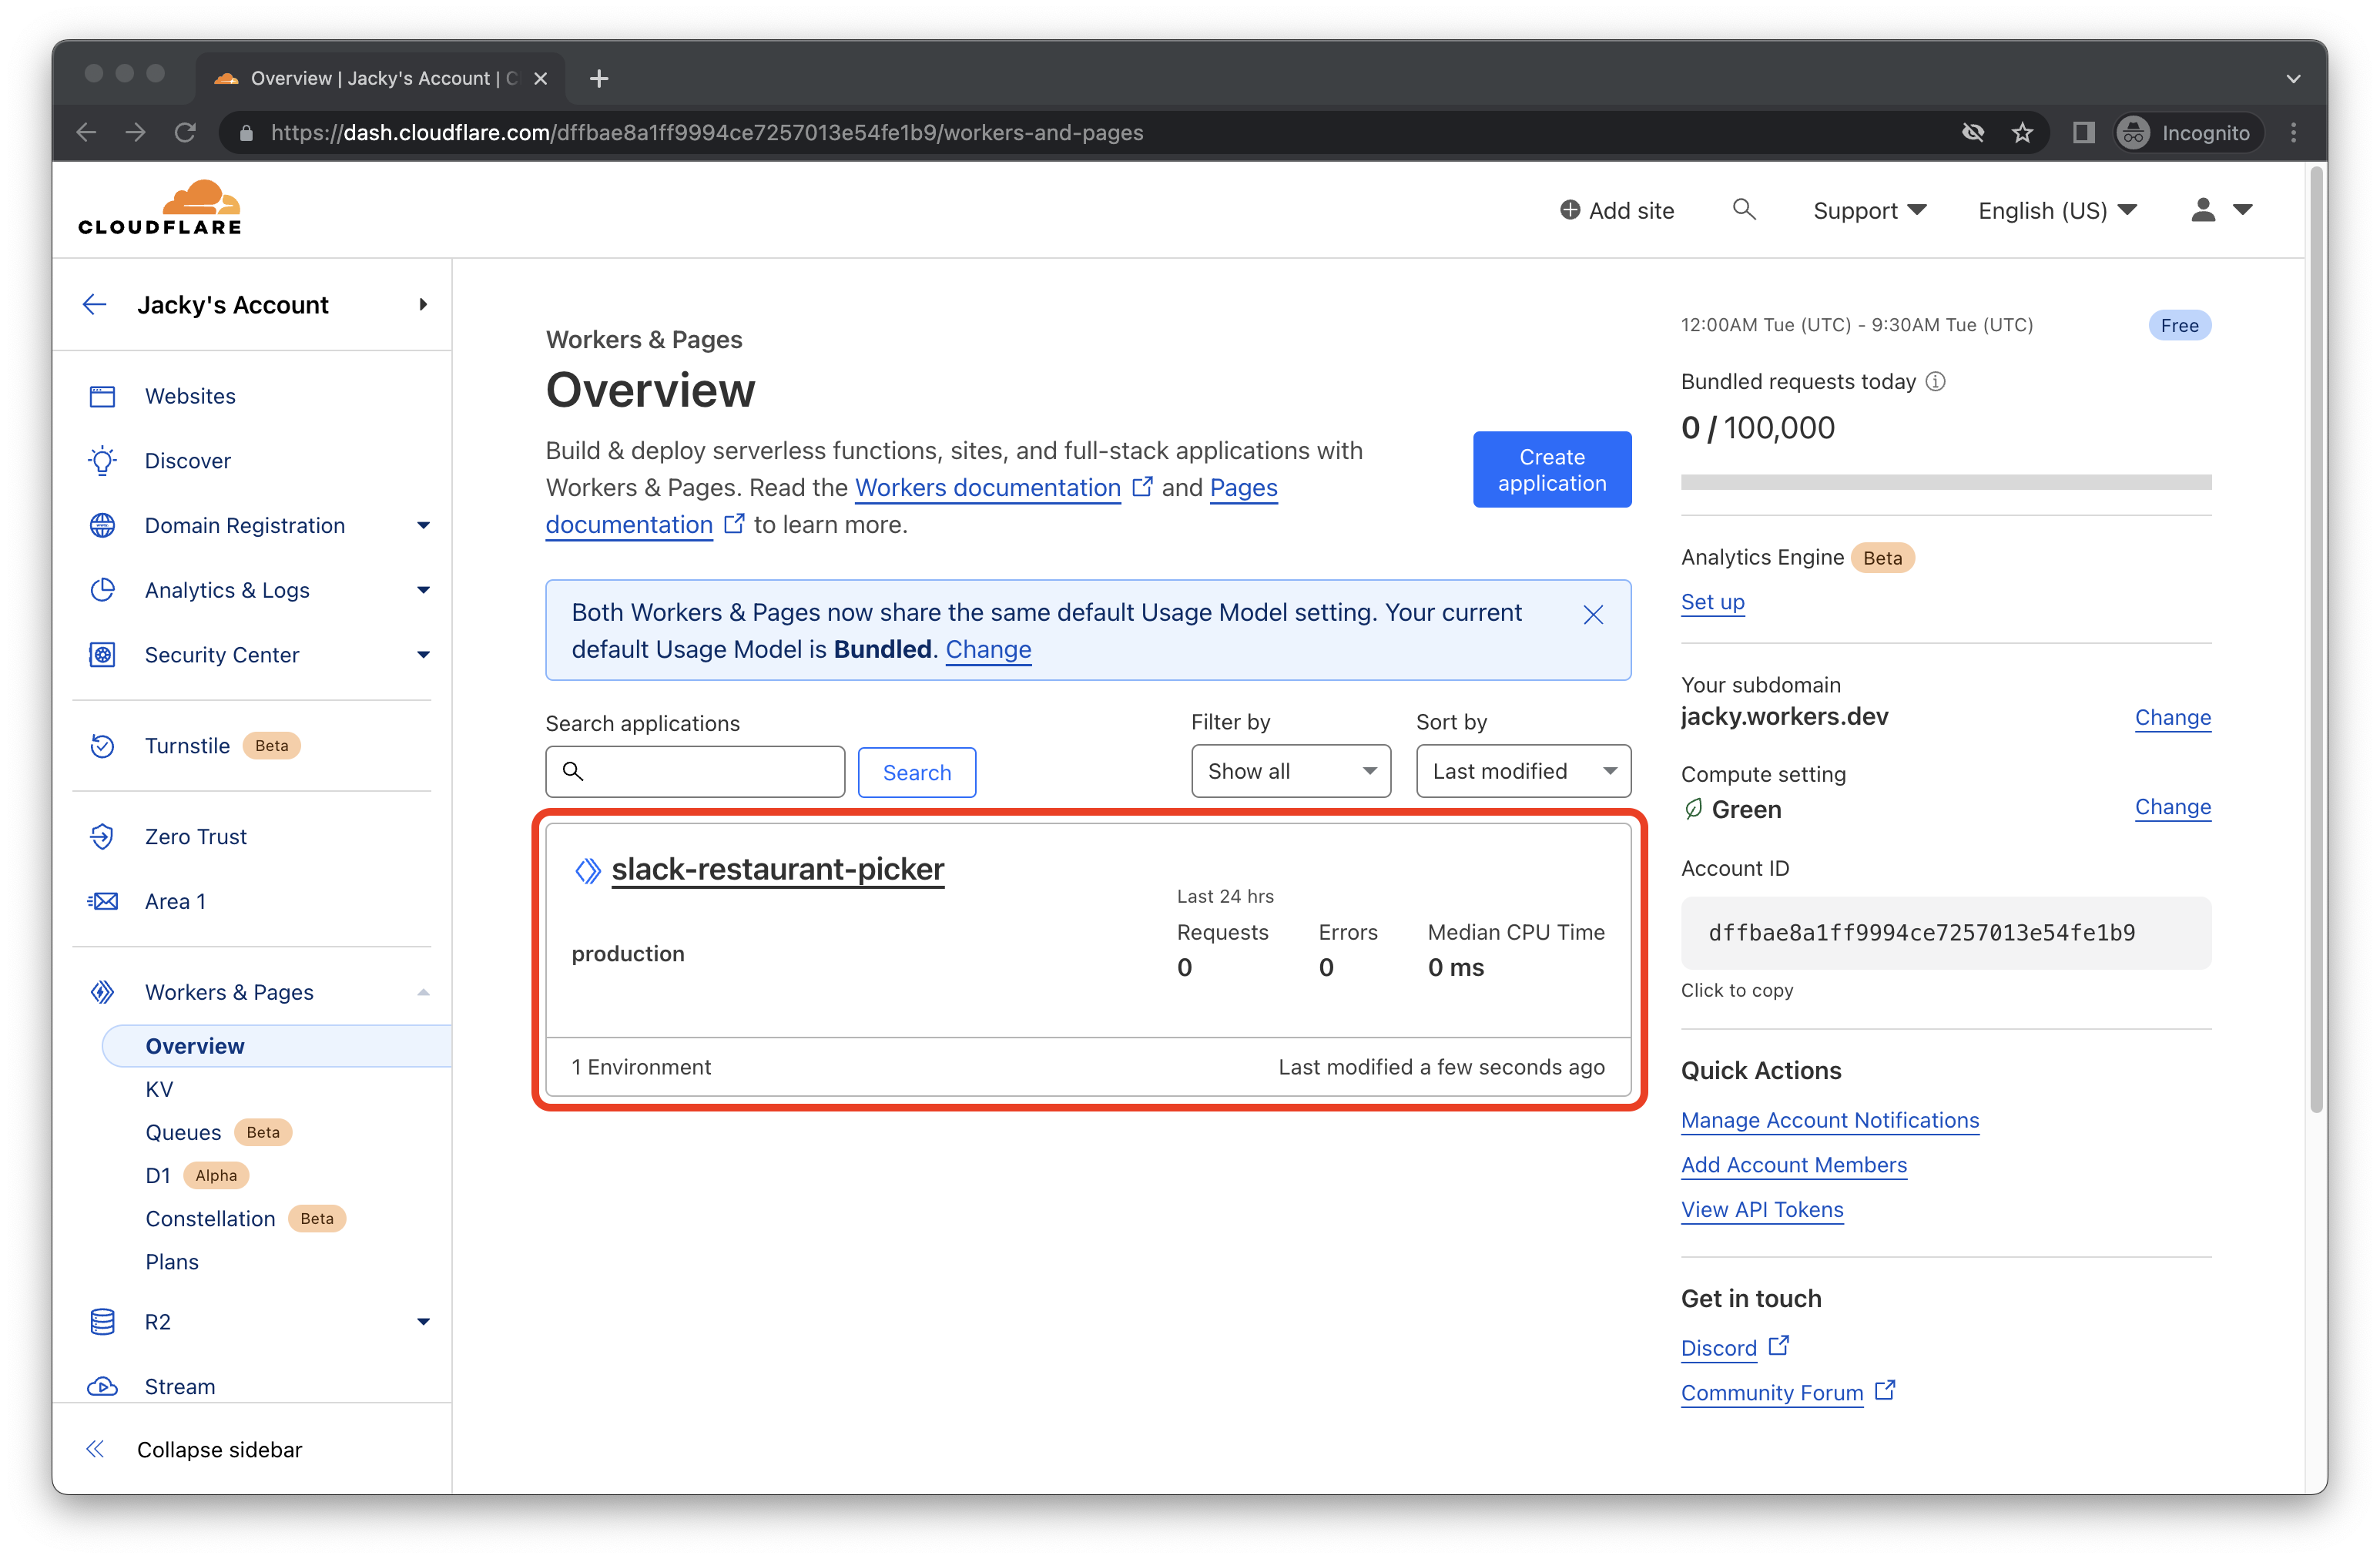 Overview | Jacky's Account | C
https://dash.cloudflare.com/dffbae8a1ff9994ce7257013e54fe1b9/workers-and-pages
Incognito
CLOUDFLARE
Add site
Support
English (US)
Jacky's Account
Websites
Discover
Domain Registration
Analytics & Logs
Security Center
Turnstile Beta
Zero Trust
Area 1
Workers & Pages
Overview
KV
Queues Beta
D1 Alpha
Constellation Beta
Plans
R2
Stream
Collapse sidebar
Workers & Pages
Overview
Build & deploy serverless functions, sites, and full-stack applications with
Workers & Pages. Read the Workers documentation and Pages
documentation to learn more.
Create
application
Both Workers & Pages now share the same default Usage Model setting. Your current
default Usage Model is Bundled. Change
Search applications
Search
Filter by
Show all
Sort by
Last modified
slack-restaurant-picker
production
Last 24 hrs
Requests Errors Median CPU Time
0 0 0 ms
1 Environment Last modified a few seconds ago
12:00AM Tue (UTC) - 9:30AM Tue (UTC) Free
Bundled requests today
0 / 100,000
Analytics Engine Beta
Set up
Your subdomain
jacky.workers.dev Change
Compute setting
Green Change
Account ID
dffbae8a1ff9994ce7257013e54fe1b9
Click to copy
Quick Actions
Manage Account Notifications
Add Account Members
View API Tokens
Get in touch
Discord
Community Forum